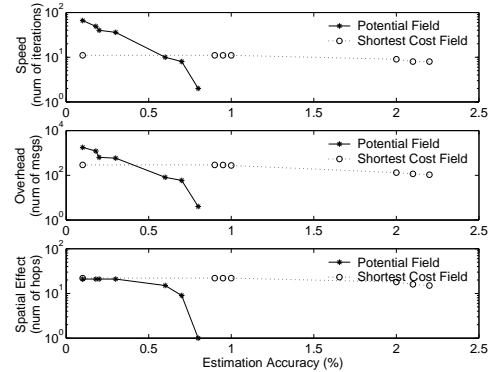 10²
10¹
10⁰
Speed
(num of iterations)
Potential Field
Shortest Cost Field
0 0.5 1 1.5 2 2.5
10⁴
10²
10⁰
Overhead
(num of msgs)
Potential Field
Shortest Cost Field
0 0.5 1 1.5 2 2.5
10²
10¹
10⁰
Spatial Effect
(num of hops)
Potential Field
Shortest Cost Field
0 0.5 1 1.5 2 2.5
Estimation Accuracy (%)